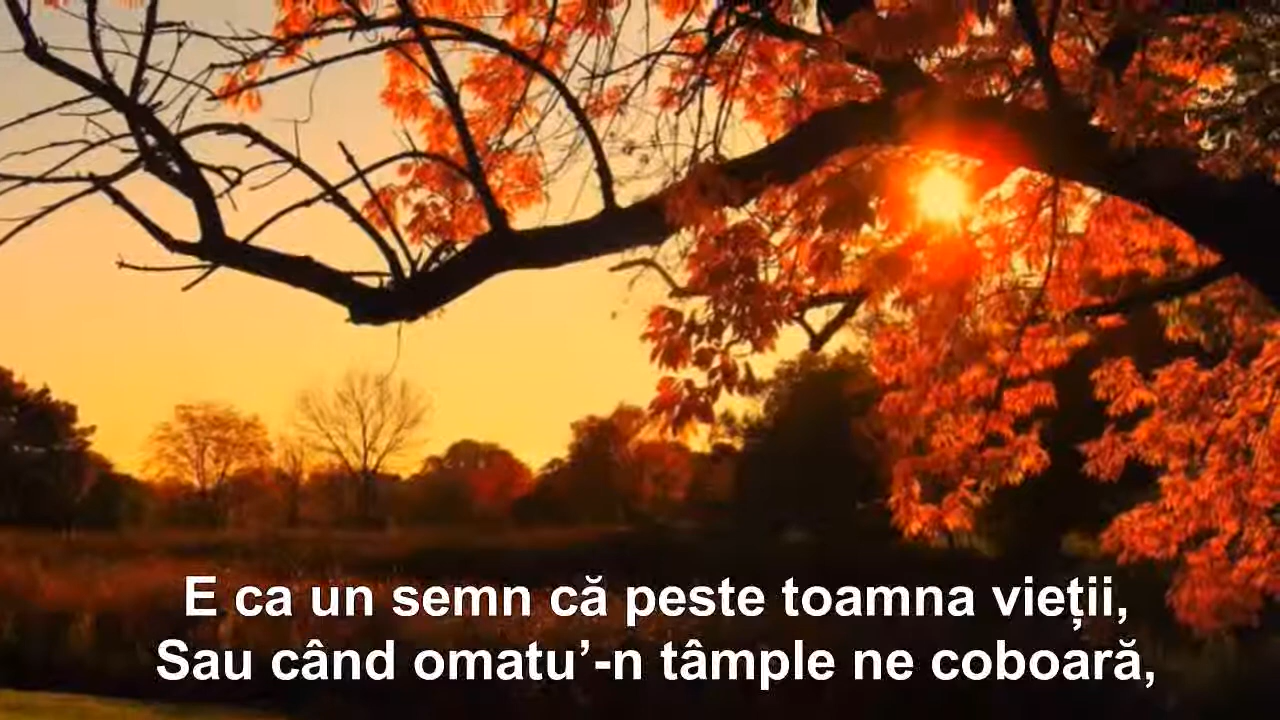 E ca un semn că peste toamna vieții,
Sau când omatu’-n tâmple ne coboară,